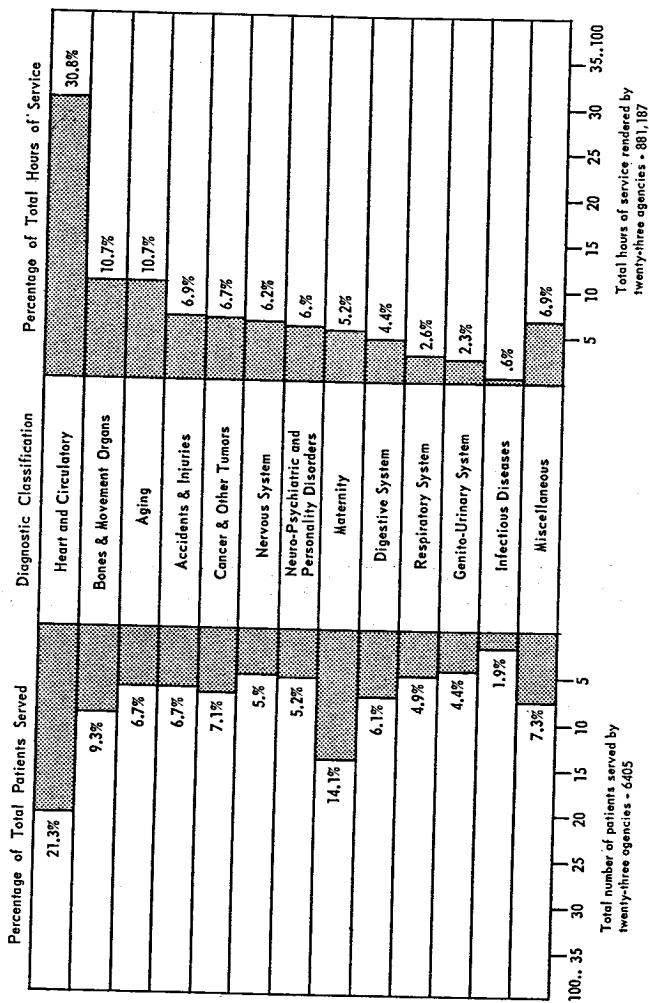 Percentage of Total Patients Served
Diagnostic Classification
Percentage of Total Hours of Service
21.3%
Heart and Circulatory
30.8%
9.3%
Bones & Movement Organs
10.7%
6.7%
Aging
10.7%
6.7%
Accidents & Injuries
6.9%
7.1%
Cancer & Other Tumors
6.7%
5.%
Nervous System
6.2%
5.2%
Neuro-Psychiatric and
Personality Disorders
6.%
14.1%
Maternity
5.2%
6.1%
Digestive System
4.4%
4.9%
Respiratory System
2.6%
4.4%
Genito-Urinary System
2.3%
1.9%
Infectious Diseases
.6%
7.3%
Miscellaneous
6.9%
100.. 35 30 25 20 15 10 5
5 10 15 20 25 30 35..100
Total number of patients served by
twenty-three agencies - 6405
Total hours of service rendered by
twenty-three agencies - 881,187